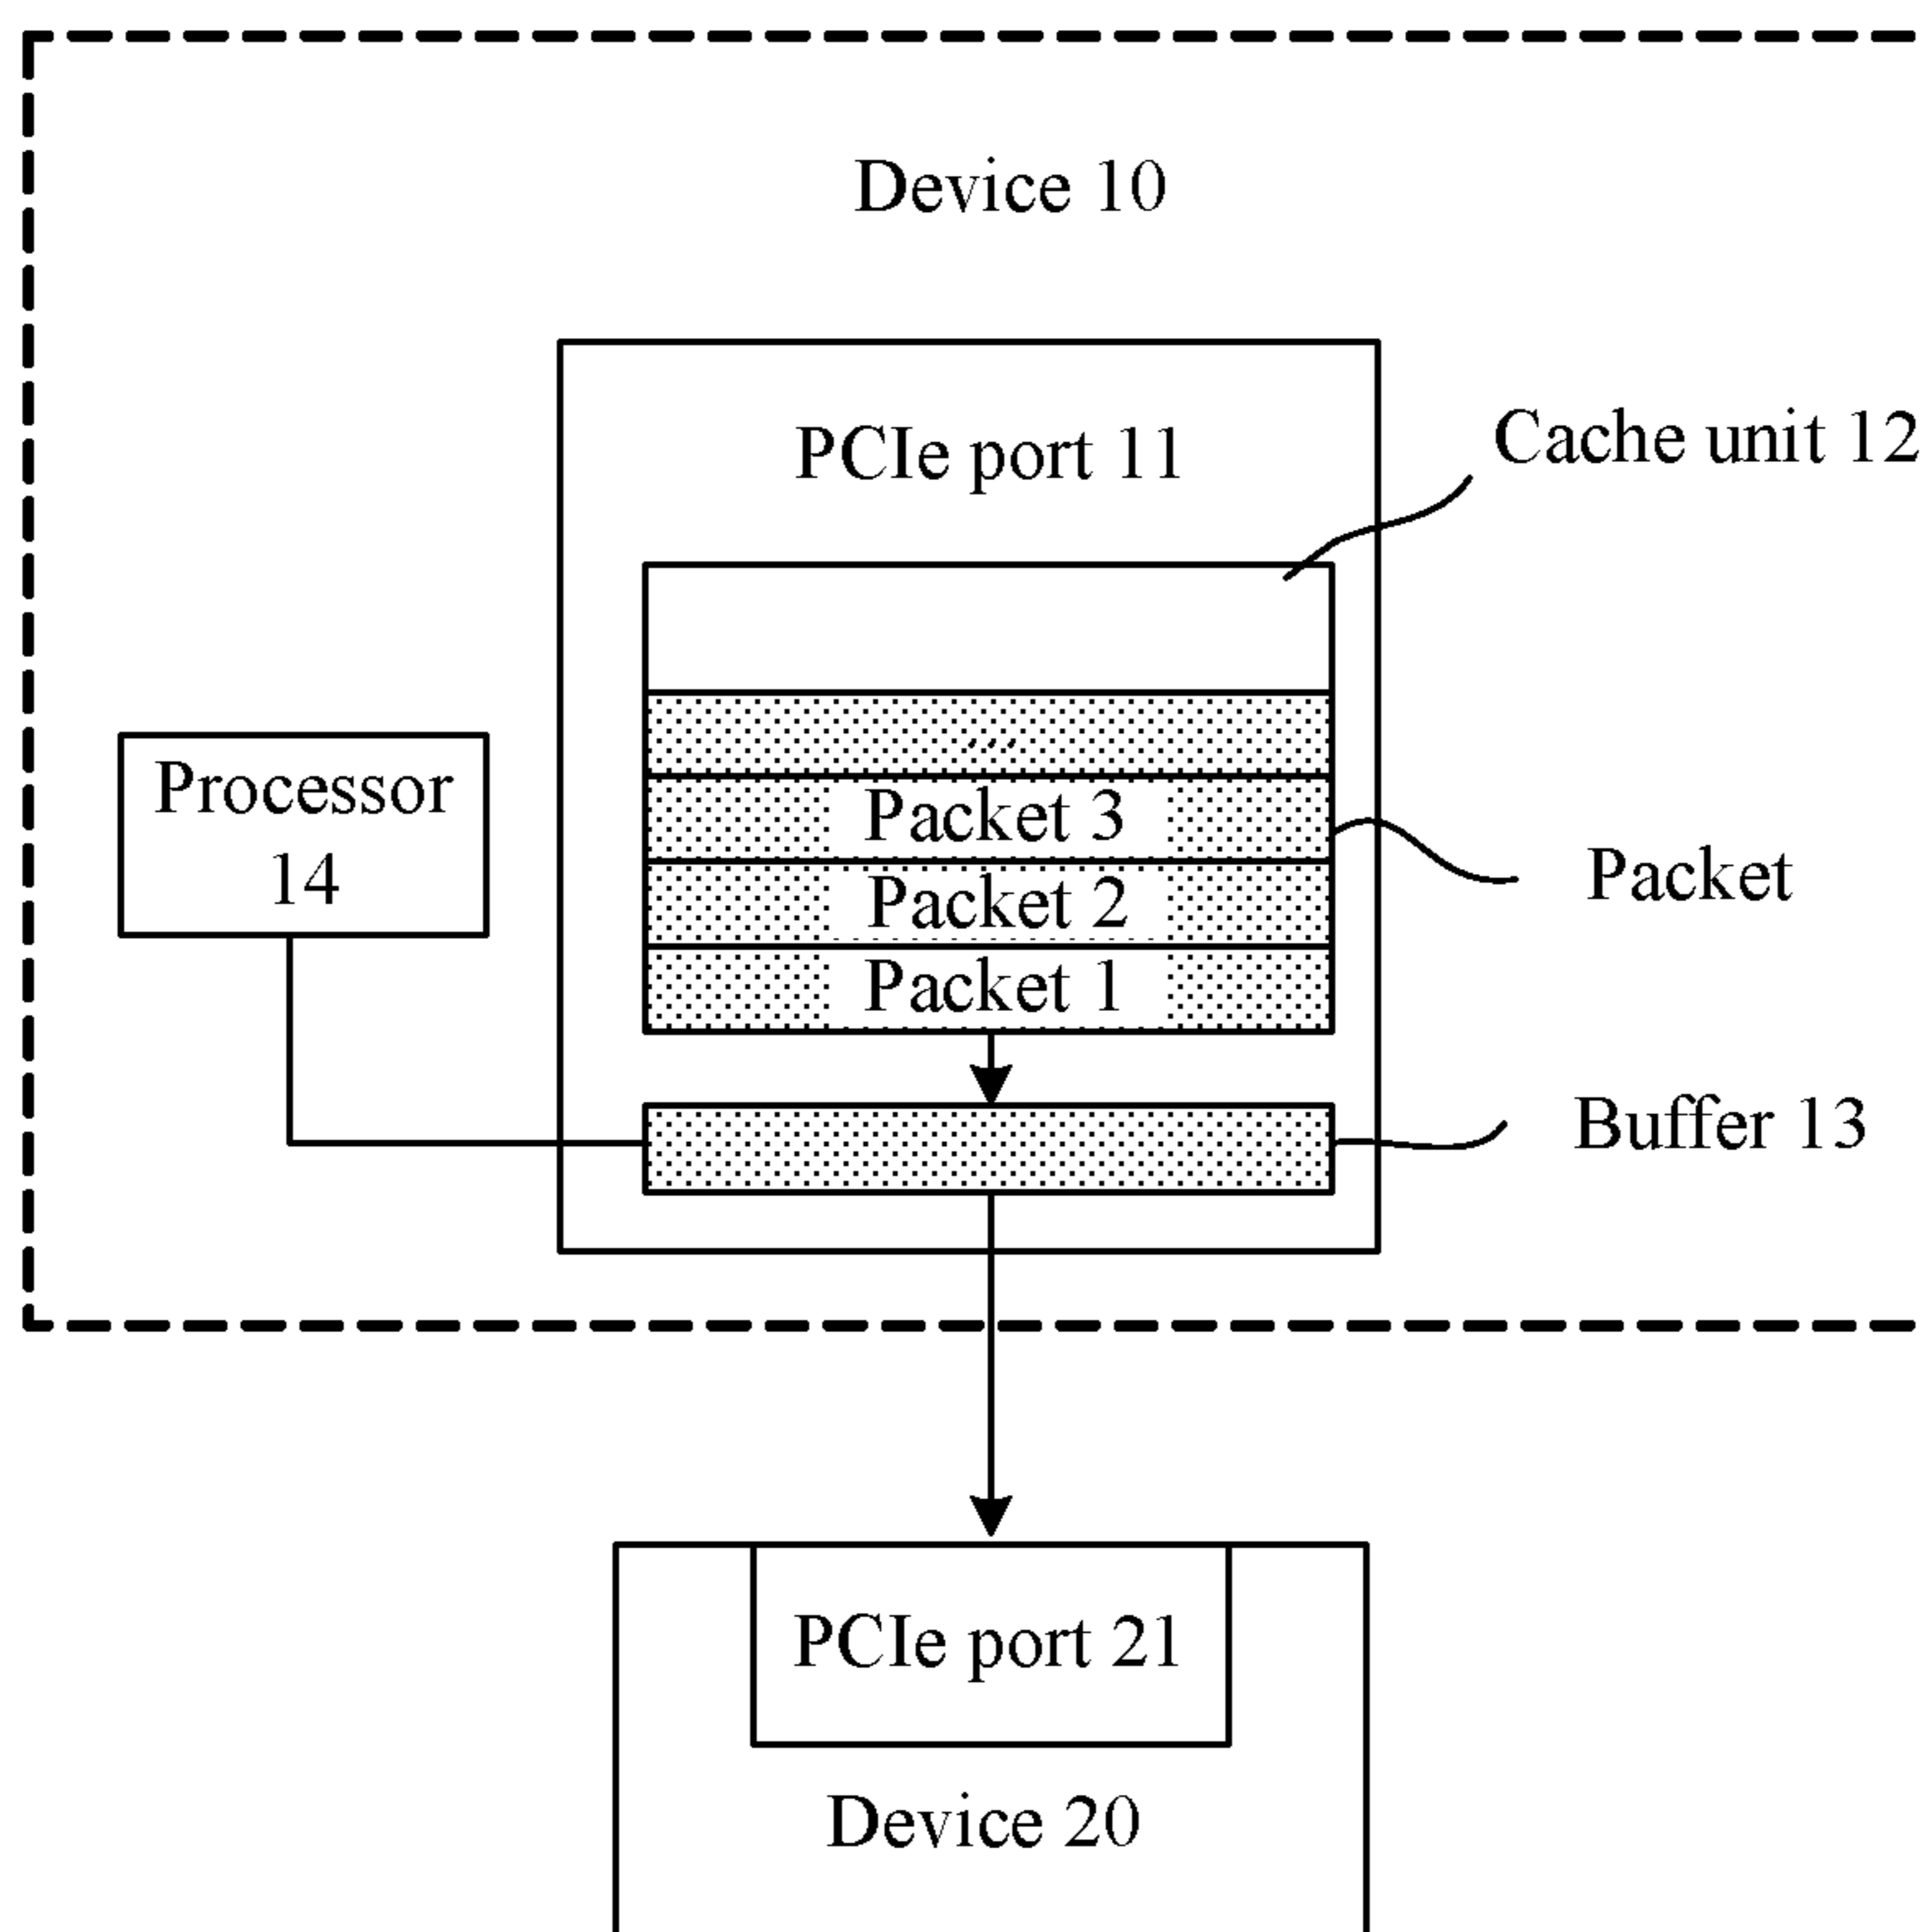 Device 10
PCIe port 11
Cache unit 12
...
Processor
14
Packet 3
Packet 2
Packet 1
Packet
Buffer 13
PCIe port 21
Device 20